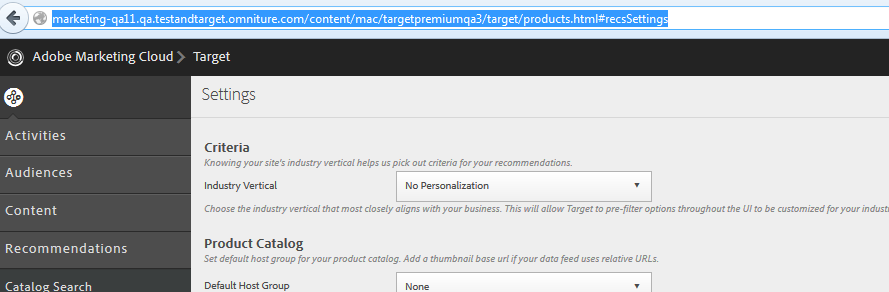 marketing-qa11.qa.testandtarget.omniture.com/content/mac/targetpremiumqa3/target/products.html#recsSettings
Adobe Marketing Cloud > Target
Settings
Activities
Audiences
Content
Recommendations
Catalog Search
Criteria
Knowing your site's industry vertical helps us pick out criteria for your recommendations.
Industry Vertical No Personalization
Choose the industry vertical that most closely aligns with your business. This will allow Target to pre-filter options throughout the UI to be customized for your indust
Product Catalog
Set default host group for your product catalog. Add a thumbnail base url if your data feed uses relative URLs.
Default Host Group None